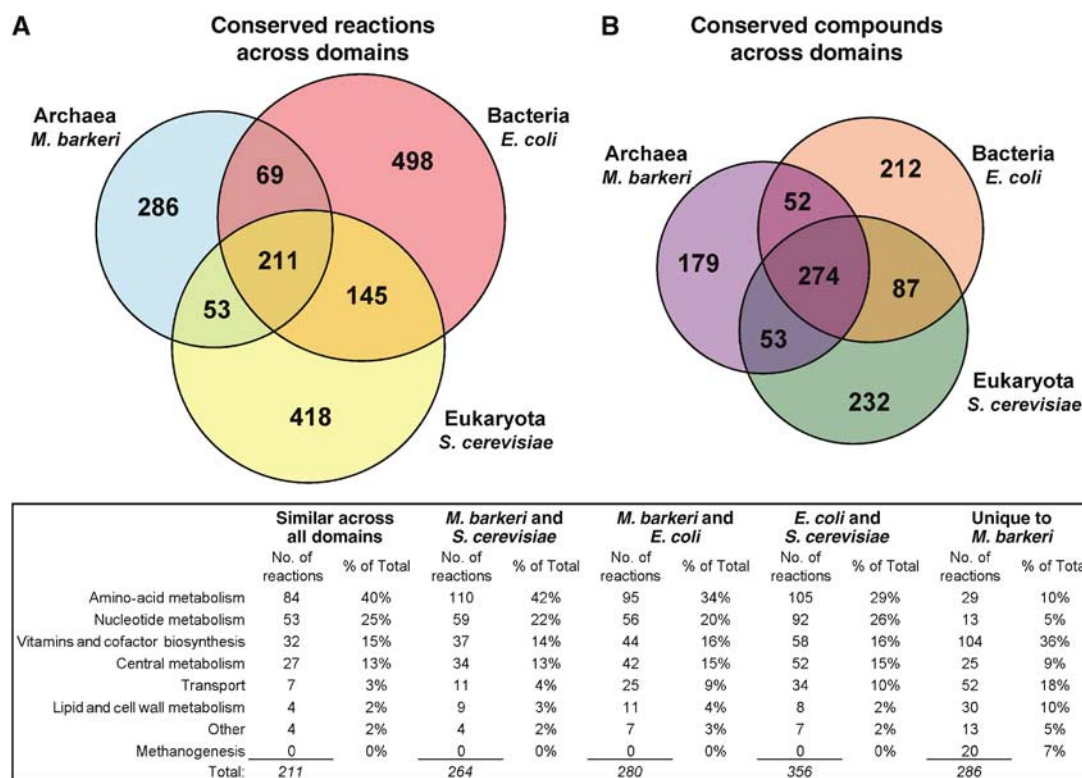 A
Conserved reactions
across domains
Archaea
M. barkeri
Bacteria
E. coli
69
498
286
211
53
145
418
Eukaryota
S. cerevisiae
B
Conserved compounds
across domains
Archaea
M. barkeri
Bacteria
E. coli
212
52
179
274
87
53
232
Eukaryota
S. cerevisiae
Similar across all domains M. barkeri and S. cerevisiae M. barkeri and E. coli E. coli and S. cerevisiae Unique to M. barkeri
No. of reactions % of Total No. of reactions % of Total No. of reactions % of Total No. of reactions % of Total No. of reactions % of Total
Amino-acid metabolism 84 40% 110 42% 95 34% 105 29% 29 10%
Nucleotide metabolism 53 25% 59 22% 56 20% 92 26% 13 5%
Vitamins and cofactor biosynthesis 32 15% 37 14% 44 16% 58 16% 104 36%
Central metabolism 27 13% 34 13% 42 15% 52 15% 25 9%
Transport 7 3% 11 4% 25 9% 34 10% 52 18%
Lipid and cell wall metabolism 4 2% 9 3% 11 4% 8 2% 30 10%
Other 4 2% 4 2% 7 3% 7 2% 13 5%
Methanogenesis 0 0% 0 0% 0 0% 0 0% 20 7%
Total: 211 264 280 356 286